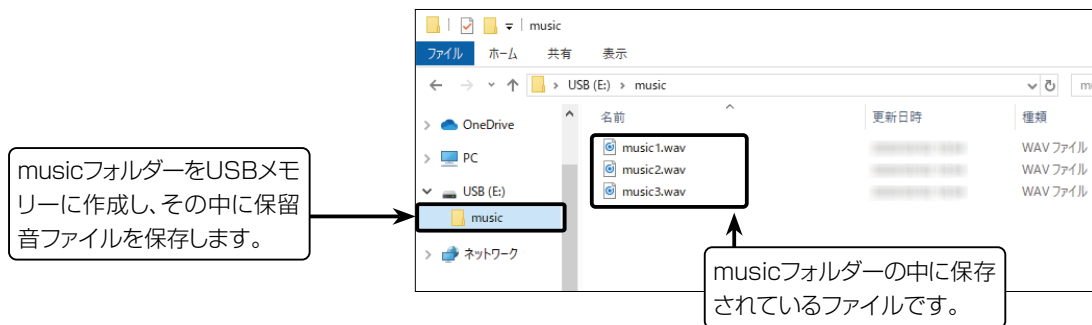 music
ファイル ホーム 共有 表示
USB (E:) › music
名前 更新日時 種類
OneDrive
PC
USB (E:)
music
ネットワーク
music1.wav WAV ファイル
music2.wav WAV ファイル
music3.wav WAV ファイル
musicフォルダーをUSBメモ
リーに作成し、その中に保留
音ファイルを保存します。
musicフォルダーの中に保存
されているファイルです。